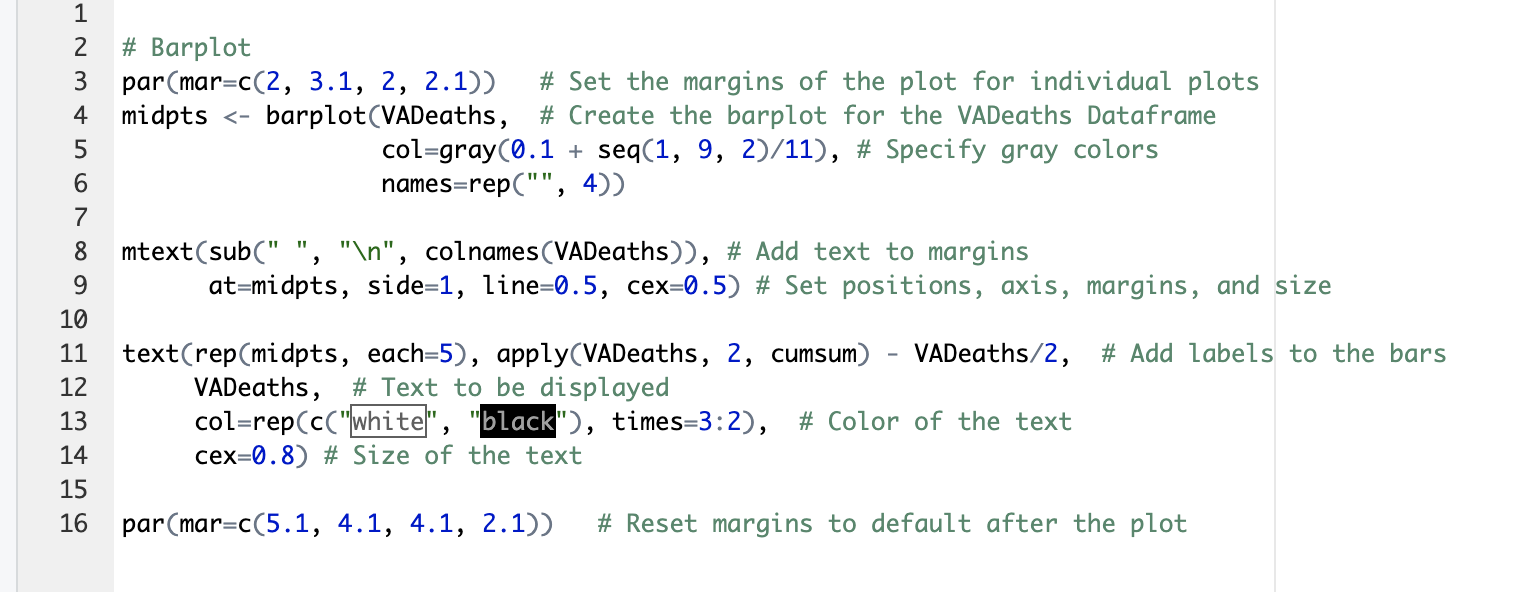 1
2 # Barplot
3 par(mar=c(2, 3.1, 2, 2.1))   # Set the margins of the plot for individual plots
4 midpts <- barplot(VADeaths,  # Create the barplot for the VADeaths Dataframe
5                   col=gray(0.1 + seq(1, 9, 2)/11), # Specify gray colors
6                   names=rep("", 4))
7
8 mtext(sub(" ", "\n", colnames(VADeaths)), # Add text to margins
9       at=midpts, side=1, line=0.5, cex=0.5) # Set positions, axis, margins, and size
10
11 text(rep(midpts, each=5), apply(VADeaths, 2, cumsum) - VADeaths/2,  # Add labels to the bars
12      VADeaths,  # Text to be displayed
13      col=rep(c("white", "black"), times=3:2),  # Color of the text
14      cex=0.8) # Size of the text
15
16 par(mar=c(5.1, 4.1, 4.1, 2.1))   # Reset margins to default after the plot